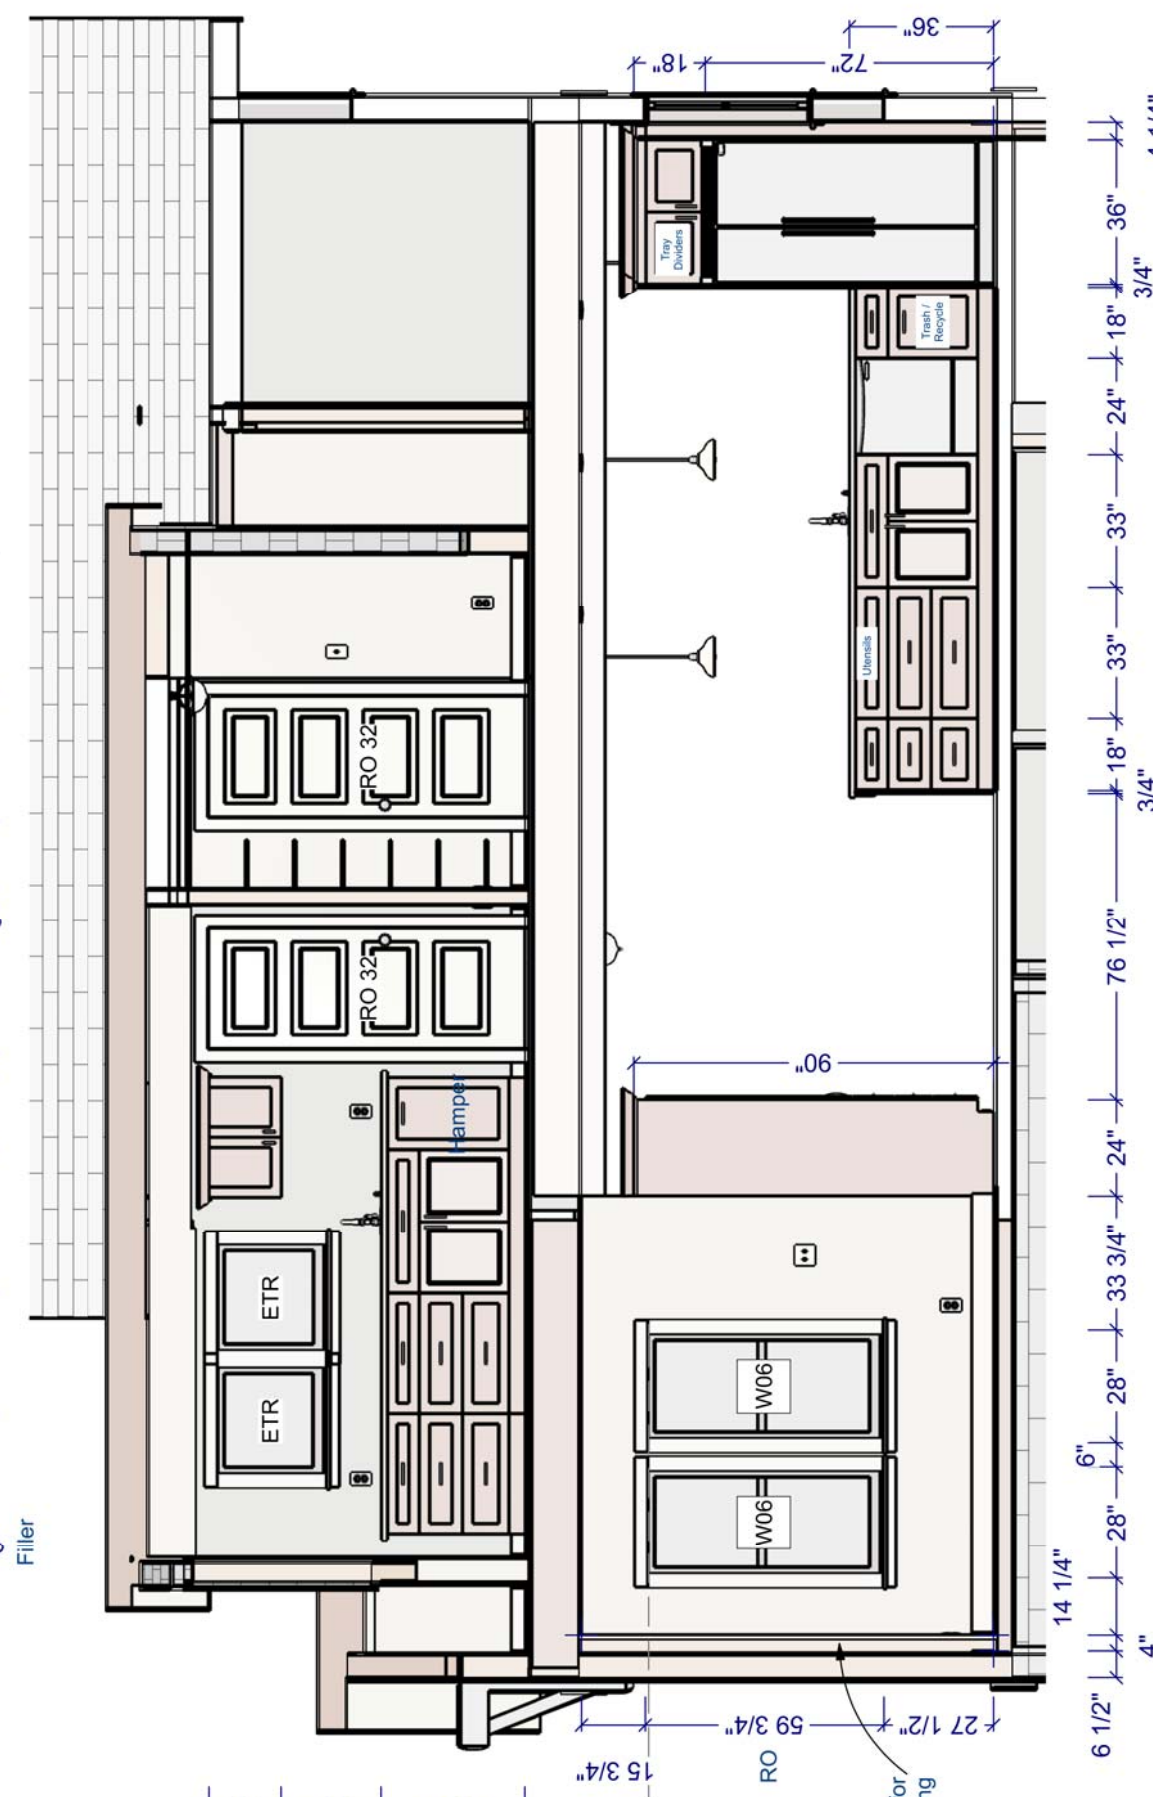 Filler
RO 32
RO 32
Hamper
ETR
ETR
36"
18"
72"
Tray
Dividers
Trash /
Recycle
Utensils
90"
W06
W06
15 3/4"
59 3/4"
27 1/2"
RO
6 1/2"
4"
14 1/4"
28"
6"
28"
33 3/4"
24"
76 1/2"
3/4"
18"
33"
33"
24"
18"
3/4"
36"